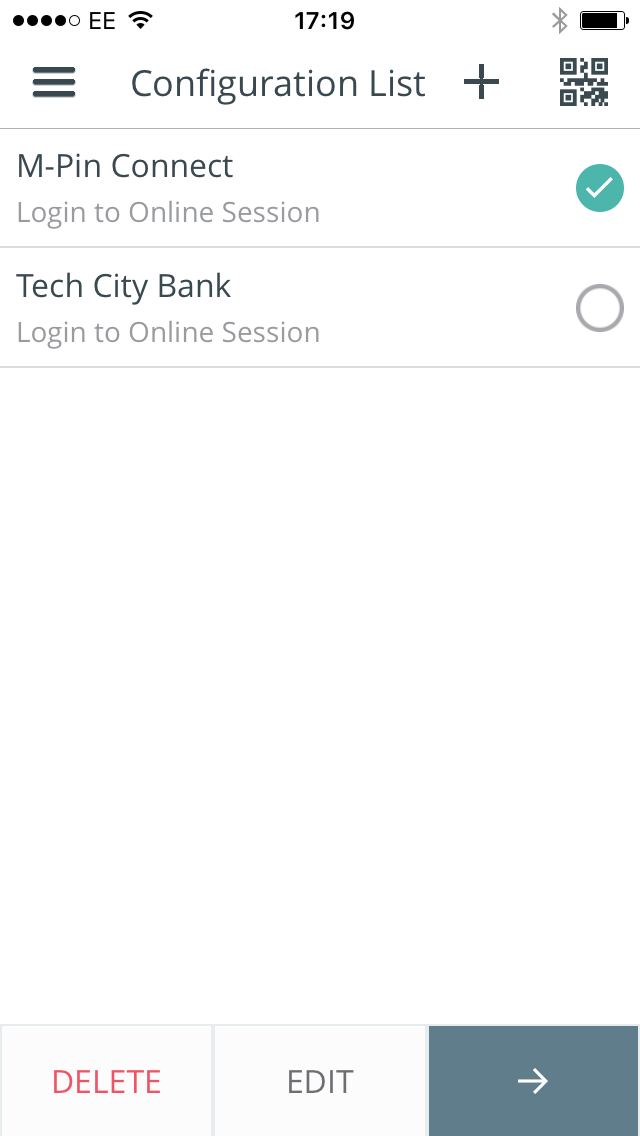 EE 17:19
Configuration List
M-Pin Connect
Login to Online Session
Tech City Bank
Login to Online Session
DELETE EDIT